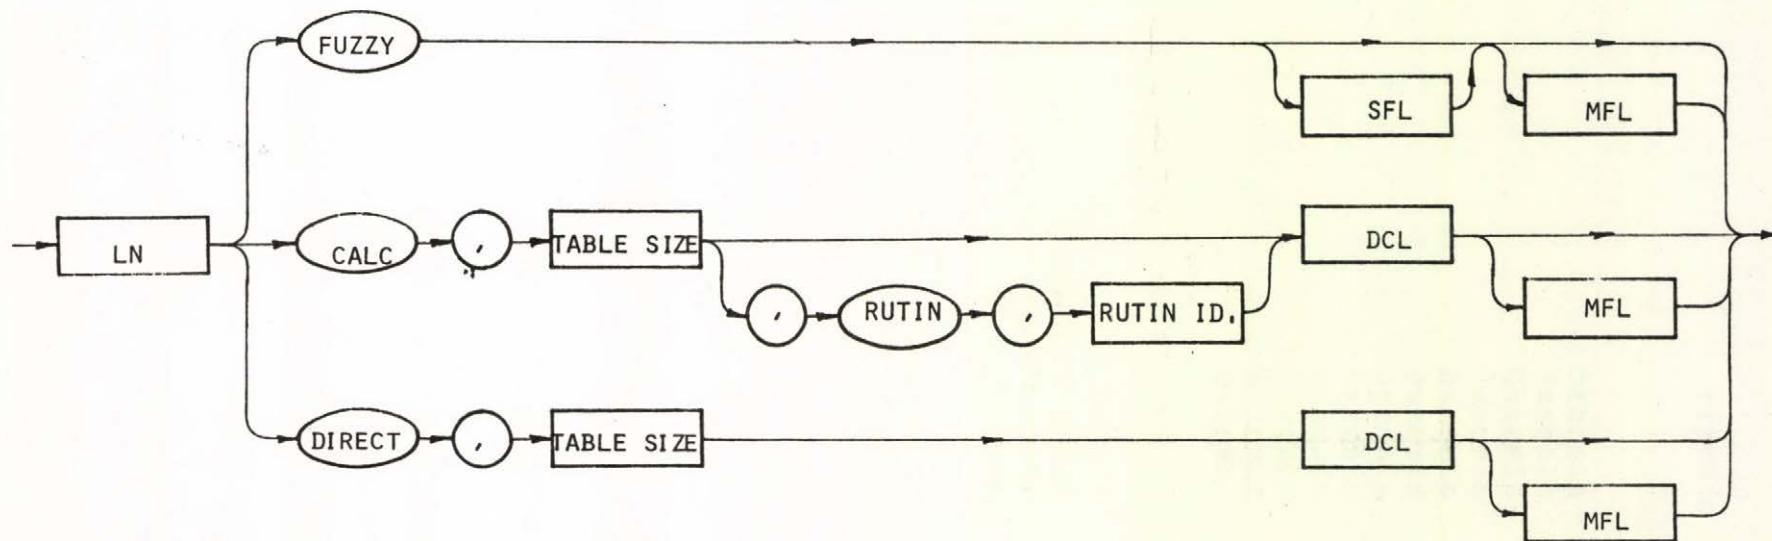 FUZZY
SFL
MFL
LN
CALC
,
TABLE SIZE
DCL
,
RUTIN
,
RUTIN ID.
MFL
DIRECT
,
TABLE SIZE
DCL
MFL